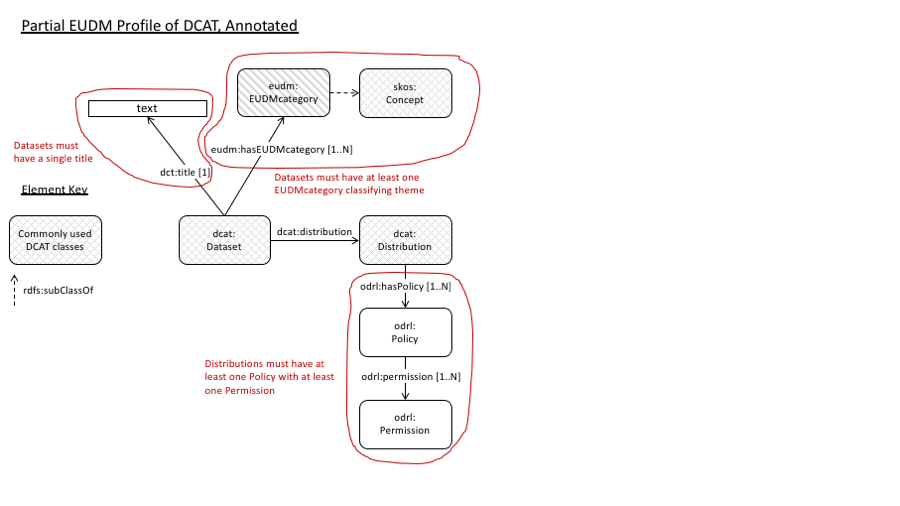 Partial EUDM Profile of DCAT, Annotated
eudm:
EUDMcategory
skos:
Concept
text
eudm:hasEUDMcategory [1..N]
Datasets must
have a single title
dct:title [1]
Datasets must have at least one
EUDMcategory classifying theme
Element Key
Commonly used
DCAT classes
dcat:
Dataset
dcat:distribution
dcat:
Distribution
rdfs:subClassOf
odrl:hasPolicy [1..N]
odrl:
Policy
Distributions must have at
least one Policy with at least
one Permission
odrl:permission [1..N]
odrl:
Permission